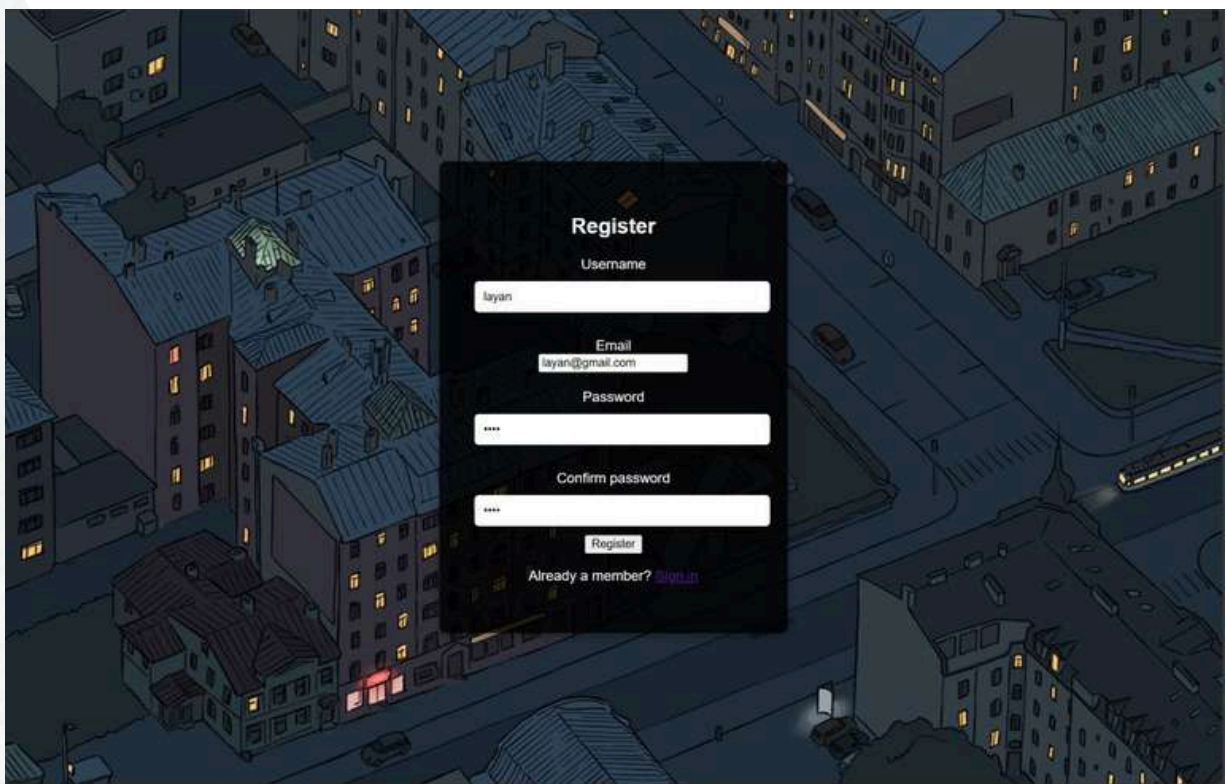 Register
Username
layan
Email
layan@gmail.com
Password
••••
Confirm password
••••
Register
Already a member? Sign in